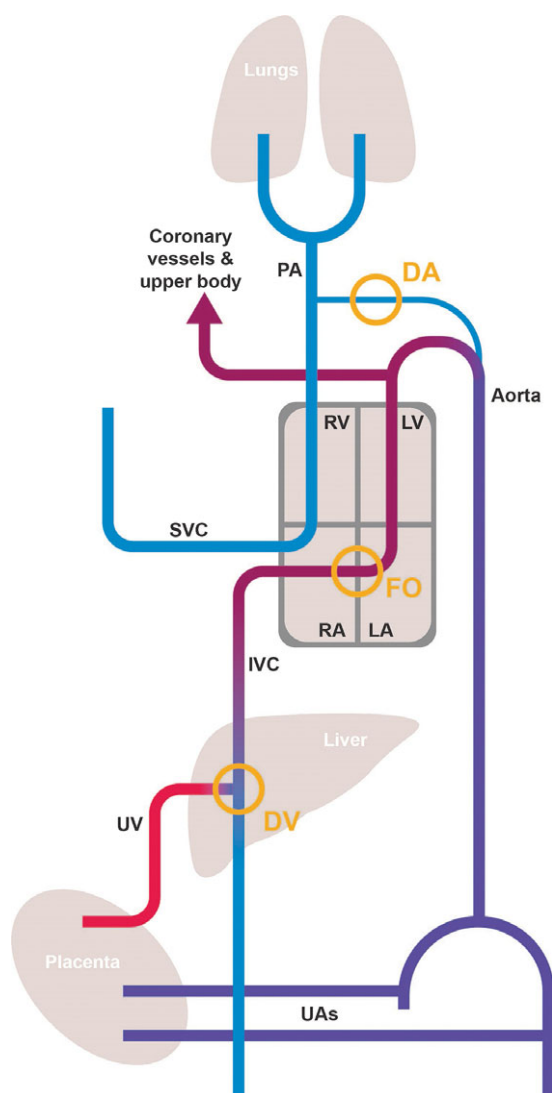 Lungs
Coronary
vessels &
upper body
PA
DA
Aorta
RV
LV
SVC
FO
RA
LA
IVC
Liver
UV
DV
Placenta
UAs